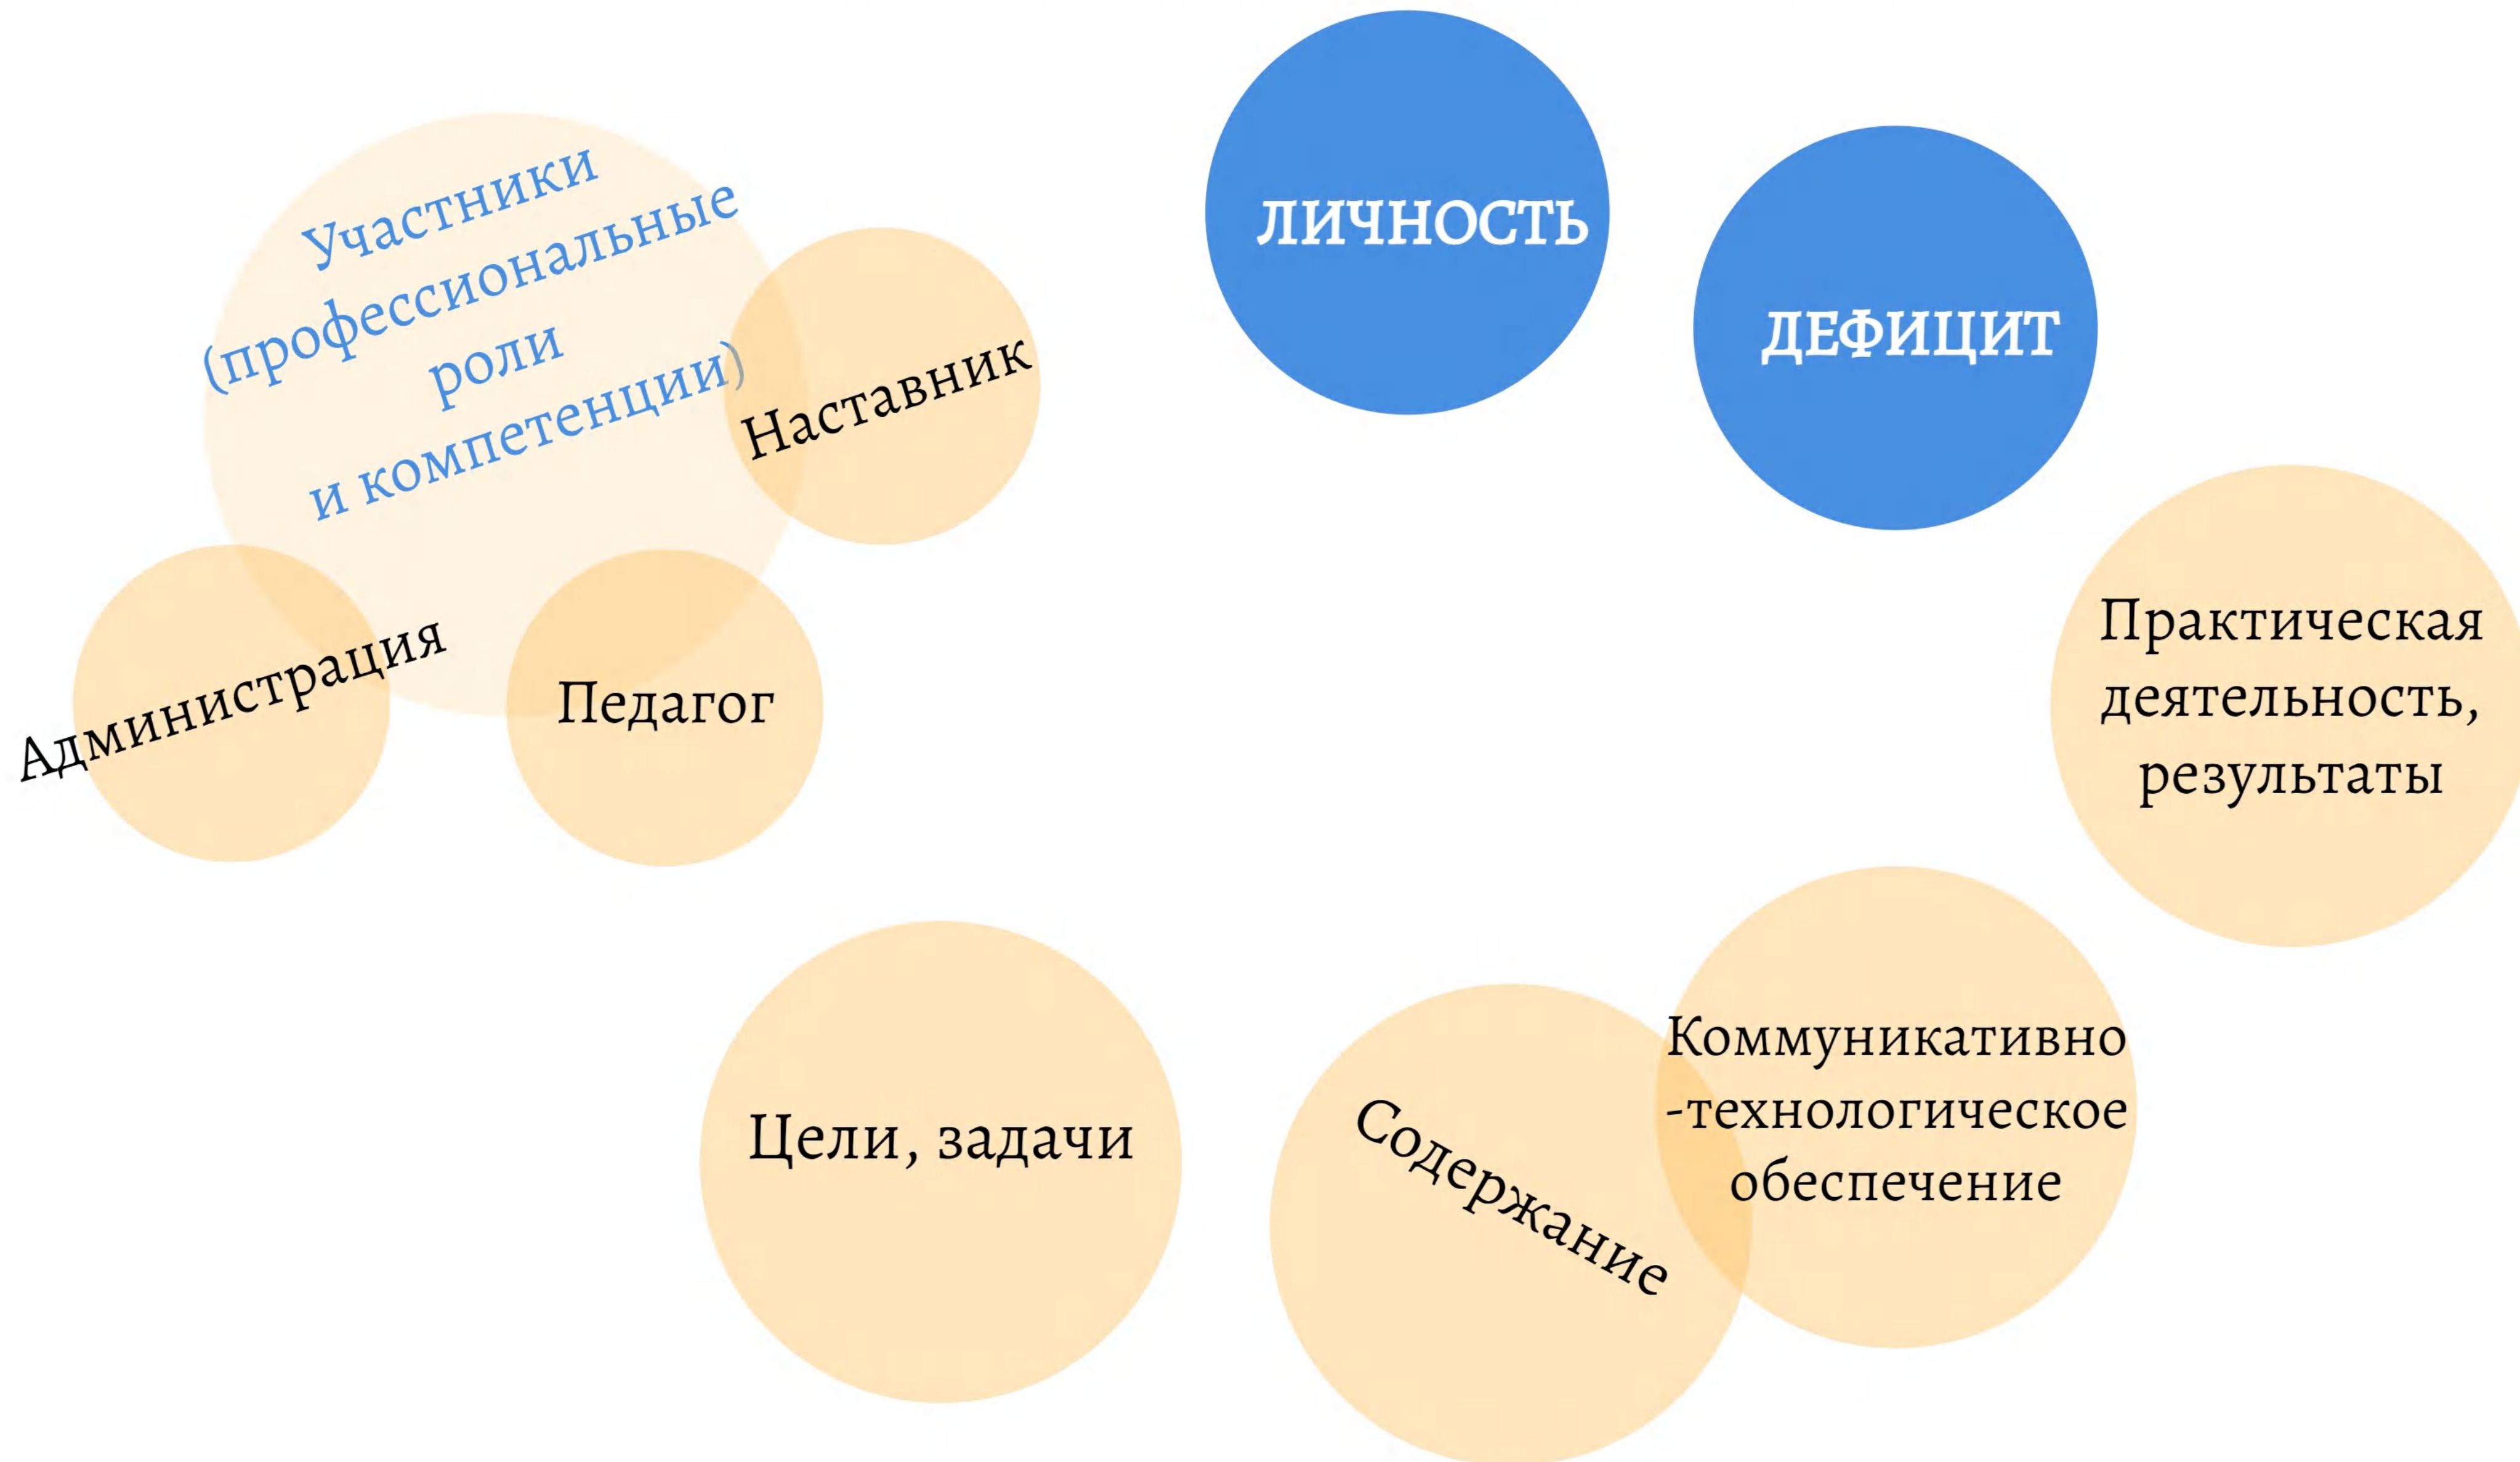 Участники
(профессиональные
роли
и компетенции)
Наставник
Администрация
Педагог
ЛИЧНОСТЬ
ДЕФИЦИТ
Практическая
деятельность,
результаты
Цели, задачи
Содержание
Коммуникативно
-технологическое
обеспечение